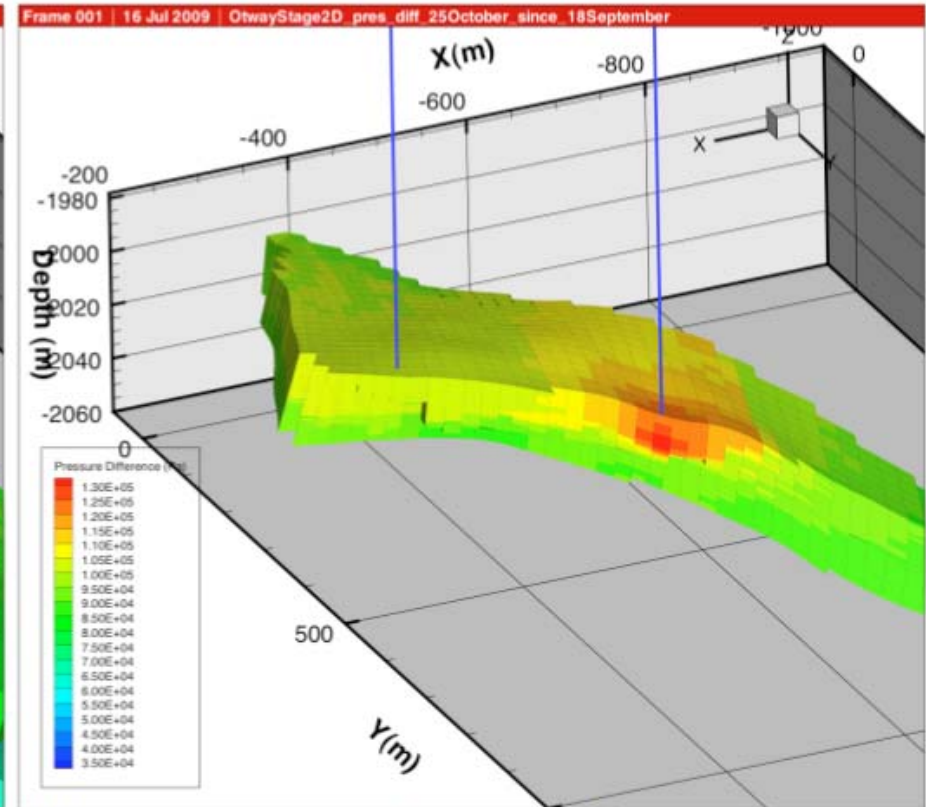 Frame 001 | 16 Jul 2009 | OtwayStage2D_pres_diff_25October_since_18September
-1000
Z
0
X(m)
-800
-600
-400
-200
X
Y
-1980
-2000
-2020
-2040
-2060
Depth (m)
0
500
Y(m)
Pressure Difference
1.30E+05
1.25E+05
1.20E+05
1.15E+05
1.10E+05
1.05E+05
1.00E+05
9.50E+04
9.00E+04
8.50E+04
8.00E+04
7.50E+04
7.00E+04
6.50E+04
6.00E+04
5.50E+04
5.00E+04
4.50E+04
4.00E+04
3.50E+04